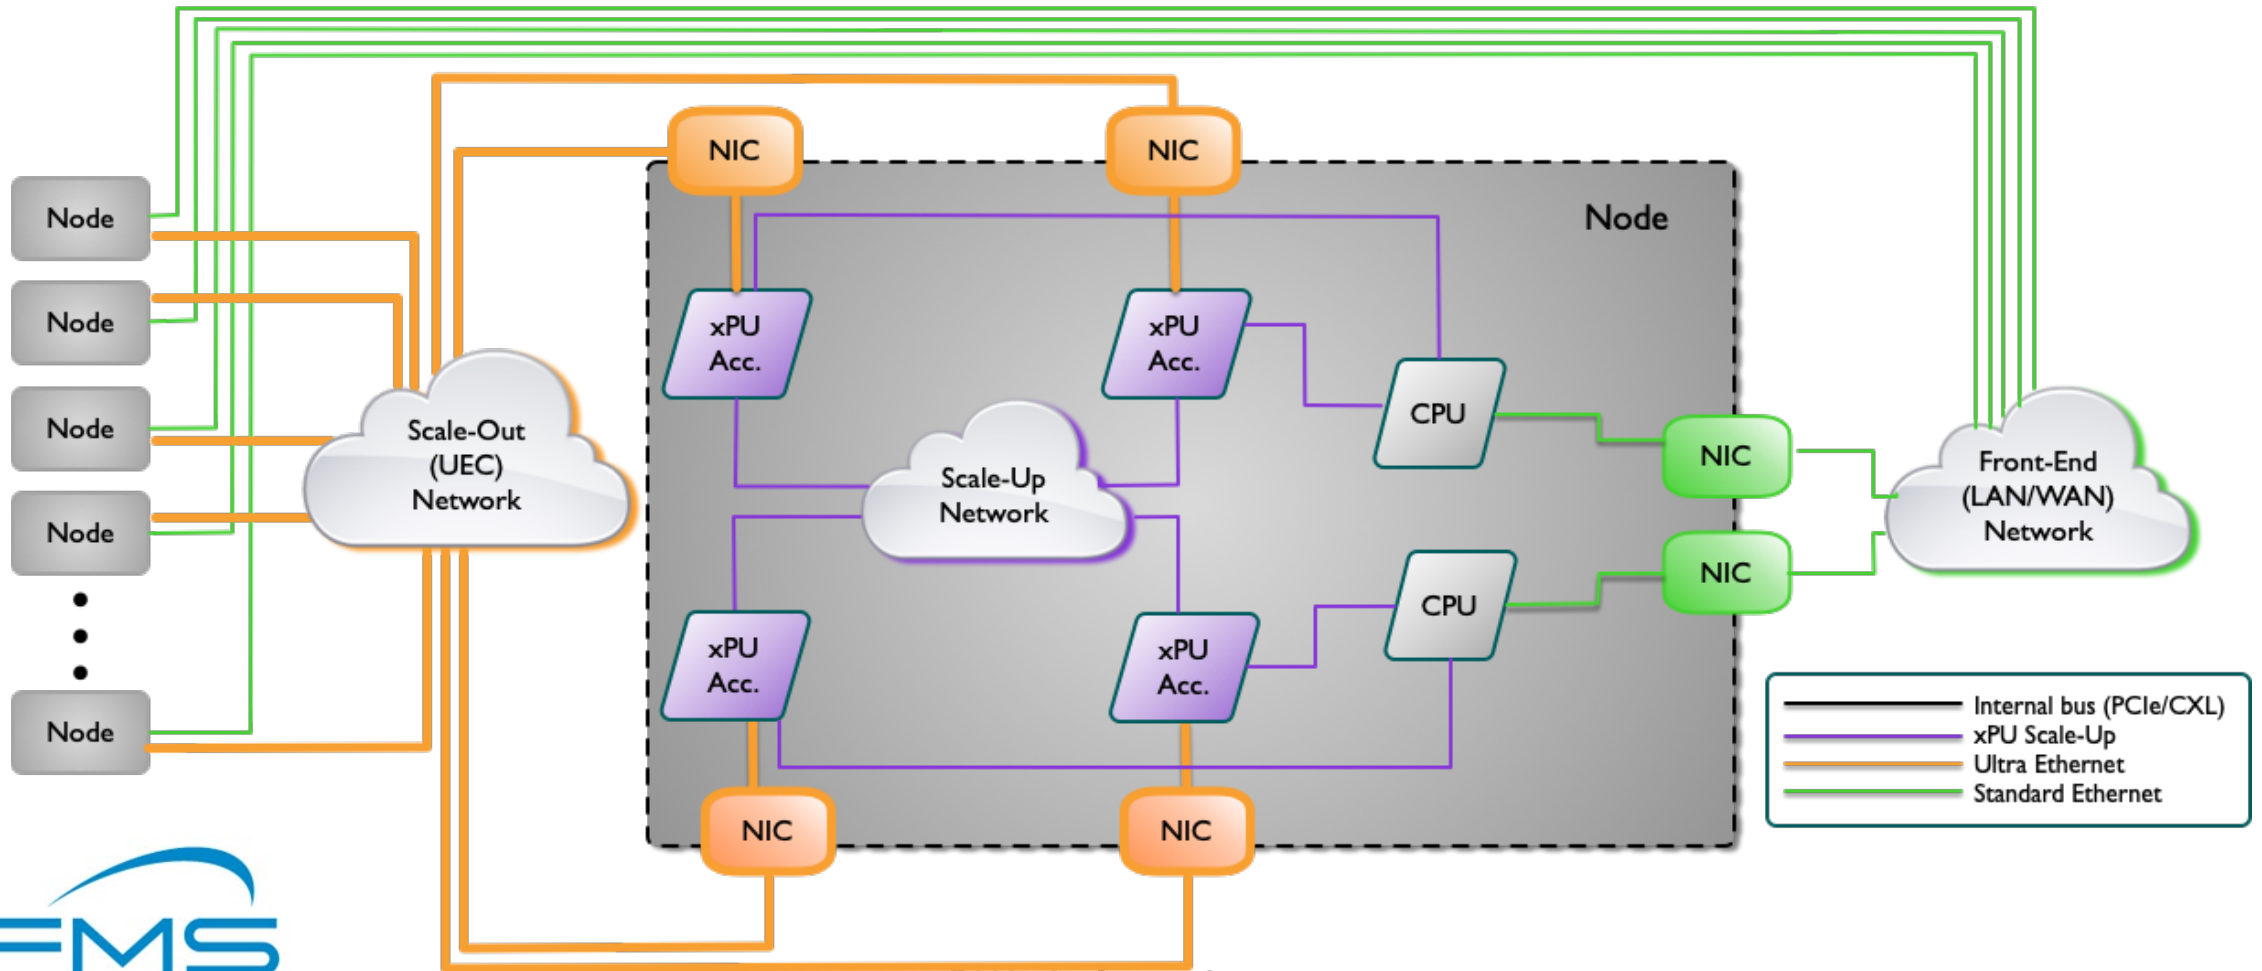 NIC
NIC
Node
Node
Node
Node
Node
Node
xPU
Acc.
xPU
Acc.
CPU
Scale-Out
(UEC)
Network
Scale-Up
Network
NIC
Front-End
(LAN/WAN)
Network
NIC
CPU
xPU
Acc.
xPU
Acc.
Internal bus (PCIe/CXL)
xPU Scale-Up
Ultra Ethernet
Standard Ethernet
NIC
NIC
FMS